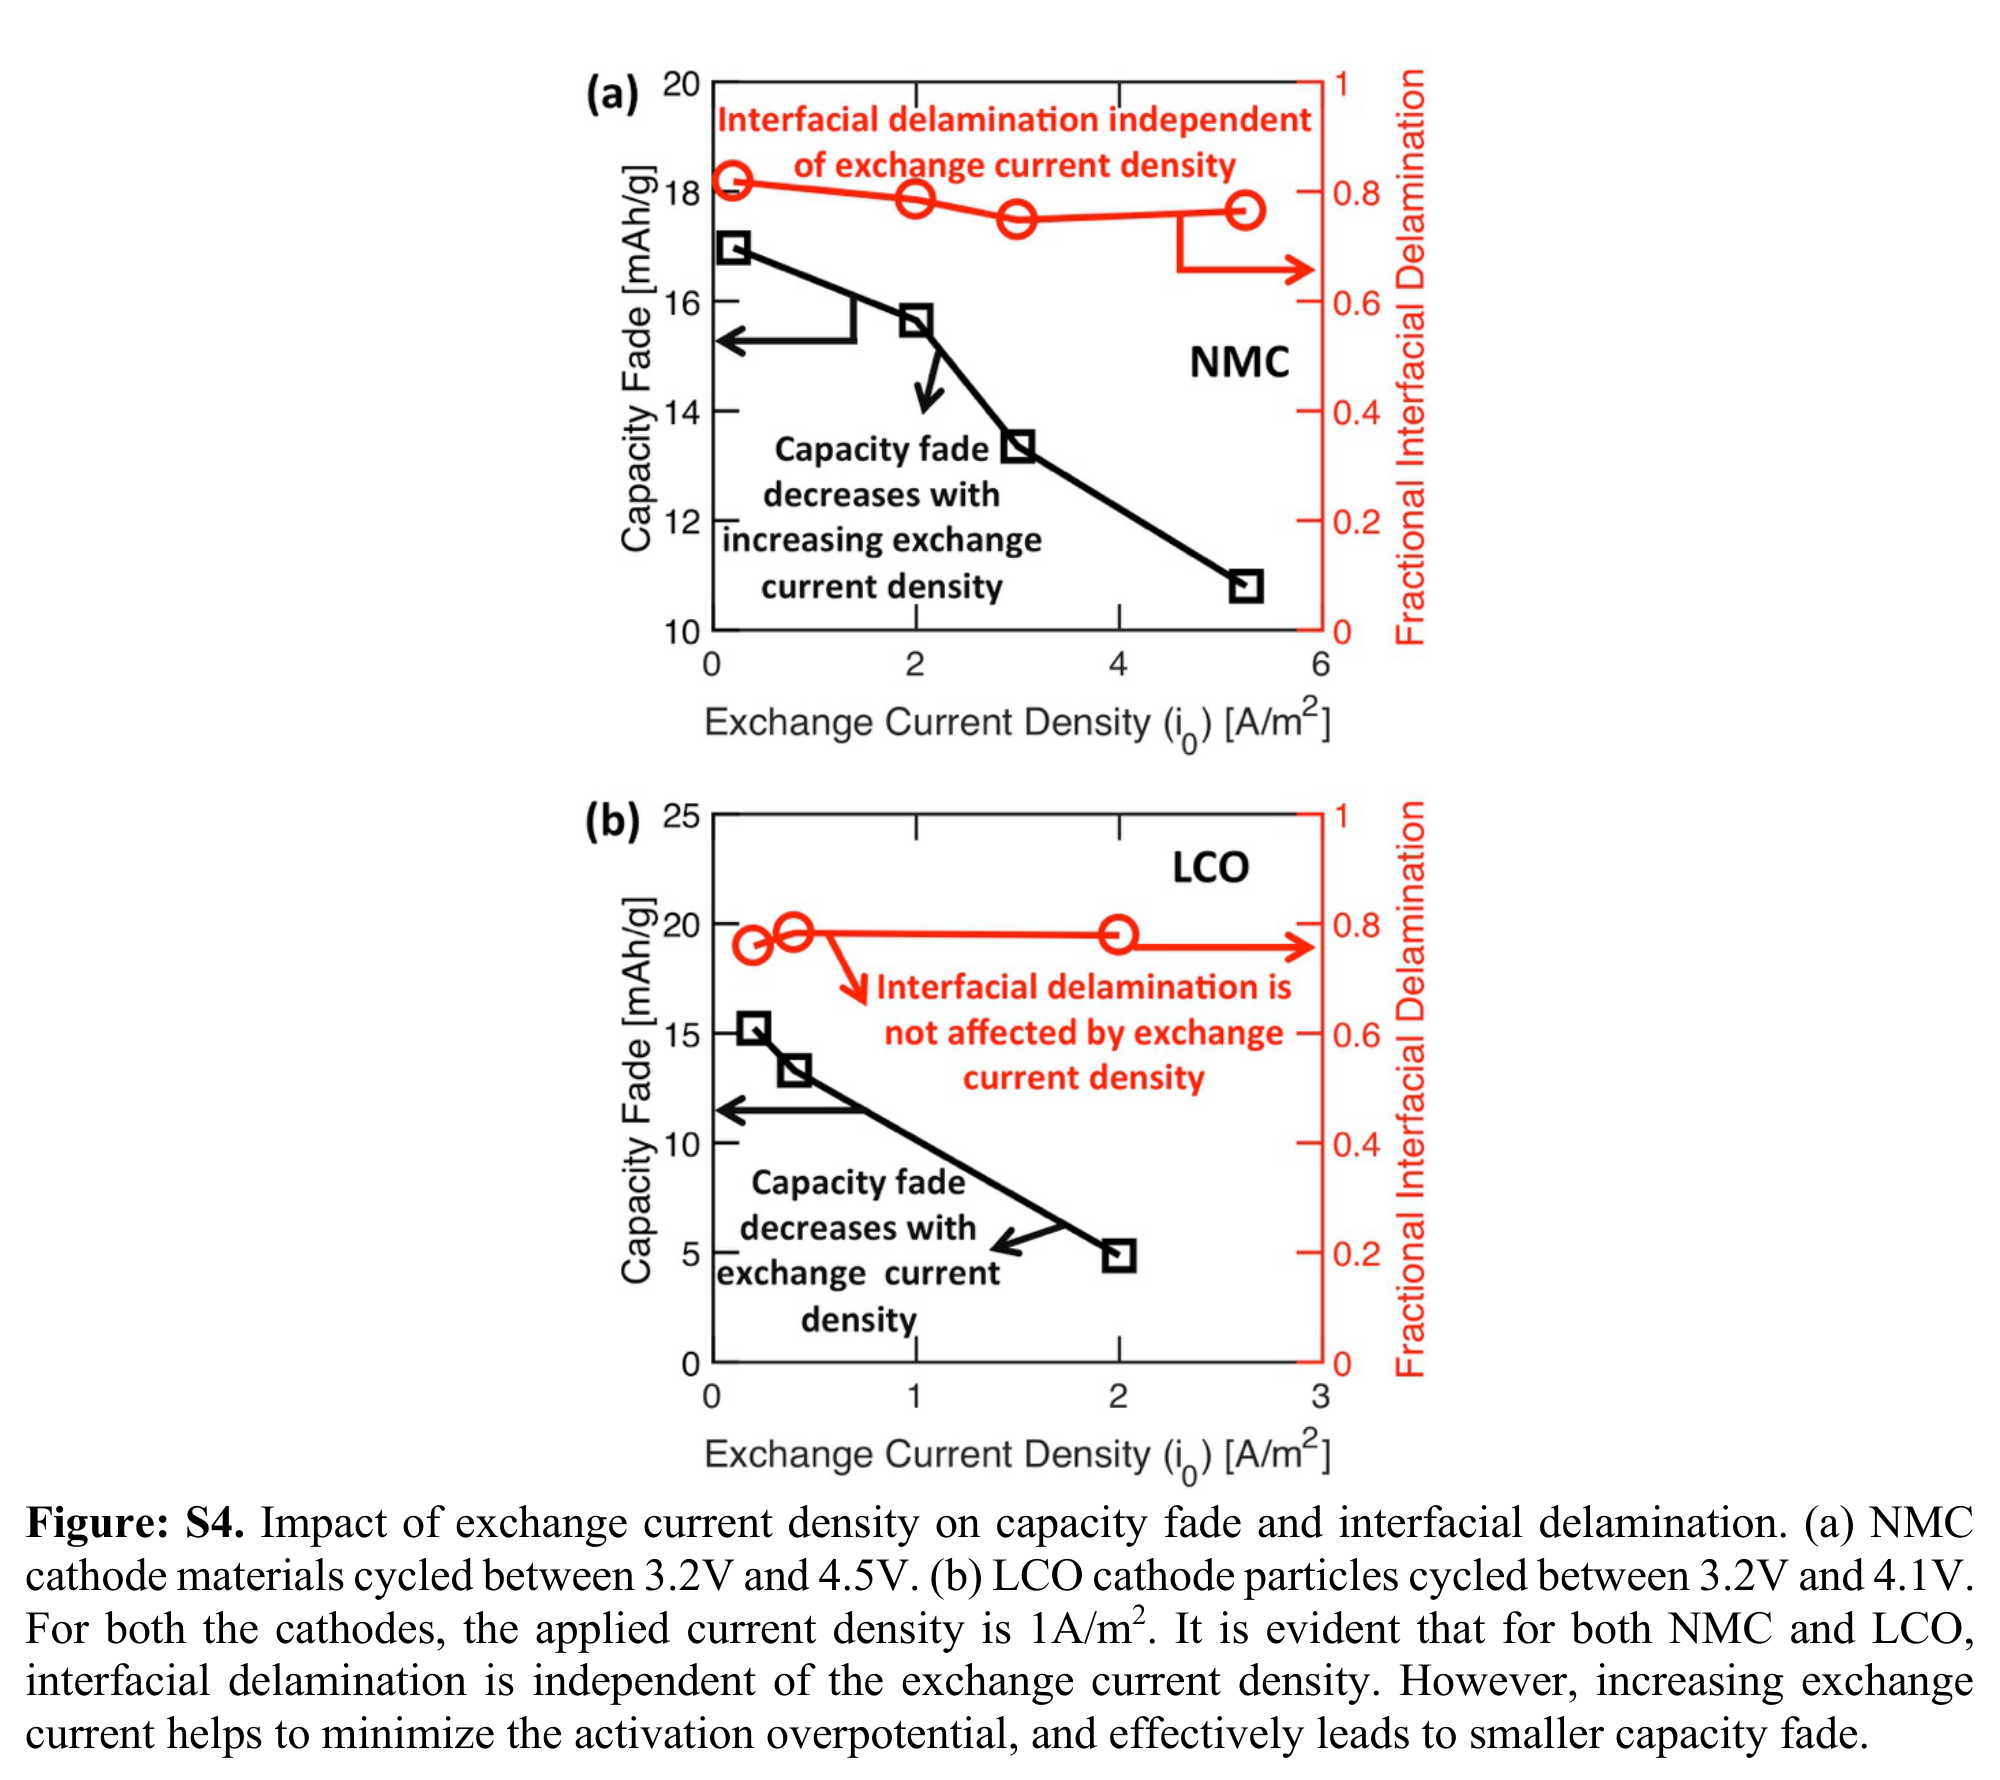 (a)
20
18
16
14
12
10
Capacity Fade [mAh/g]
Interfacial delamination independent
of exchange current density
NMC
Capacity fade
decreases with
increasing exchange
current density
1
0.8
0.6
0.4
0.2
0
Fractional Interfacial Delamination
0 2 4 6
Exchange Current Density (i₀) [A/m²]
(b)
25
20
15
10
5
0
Capacity Fade [mAh/g]
LCO
Interfacial delamination is
not affected by exchange
current density
Capacity fade
decreases with
exchange current
density
1
0.8
0.6
0.4
0.2
0
Fractional Interfacial Delamination
0 1 2 3
Exchange Current Density (i₀) [A/m²]
Figure: S4. Impact of exchange current density on capacity fade and interfacial delamination. (a) NMC
cathode materials cycled between 3.2V and 4.5V. (b) LCO cathode particles cycled between 3.2V and 4.1V.
For both the cathodes, the applied current density is 1A/m². It is evident that for both NMC and LCO,
interfacial delamination is independent of the exchange current density. However, increasing exchange
current helps to minimize the activation overpotential, and effectively leads to smaller capacity fade.